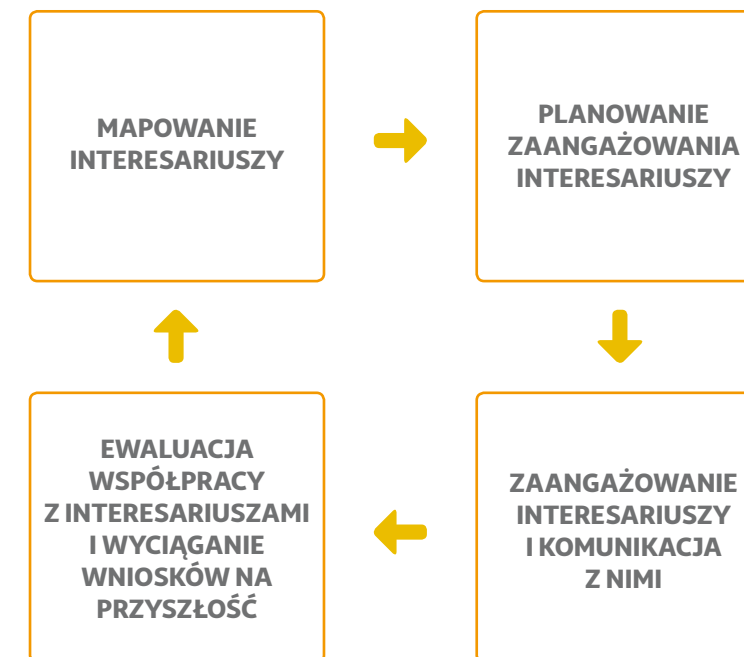 MAPOWANIE
INTERESARIUSZY
PLANOWANIE
ZAANGAŻOWANIA
INTERESARIUSZY
ZAANGAŻOWANIE
INTERESARIUSZY
I KOMUNIKACJA
Z NIMI
EWALUACJA
WSPÓŁPRACY
Z INTERESARIUSZAMI
I WYCIĄGANIE
WNIOSKÓW NA
PRZYSZŁOŚĆ